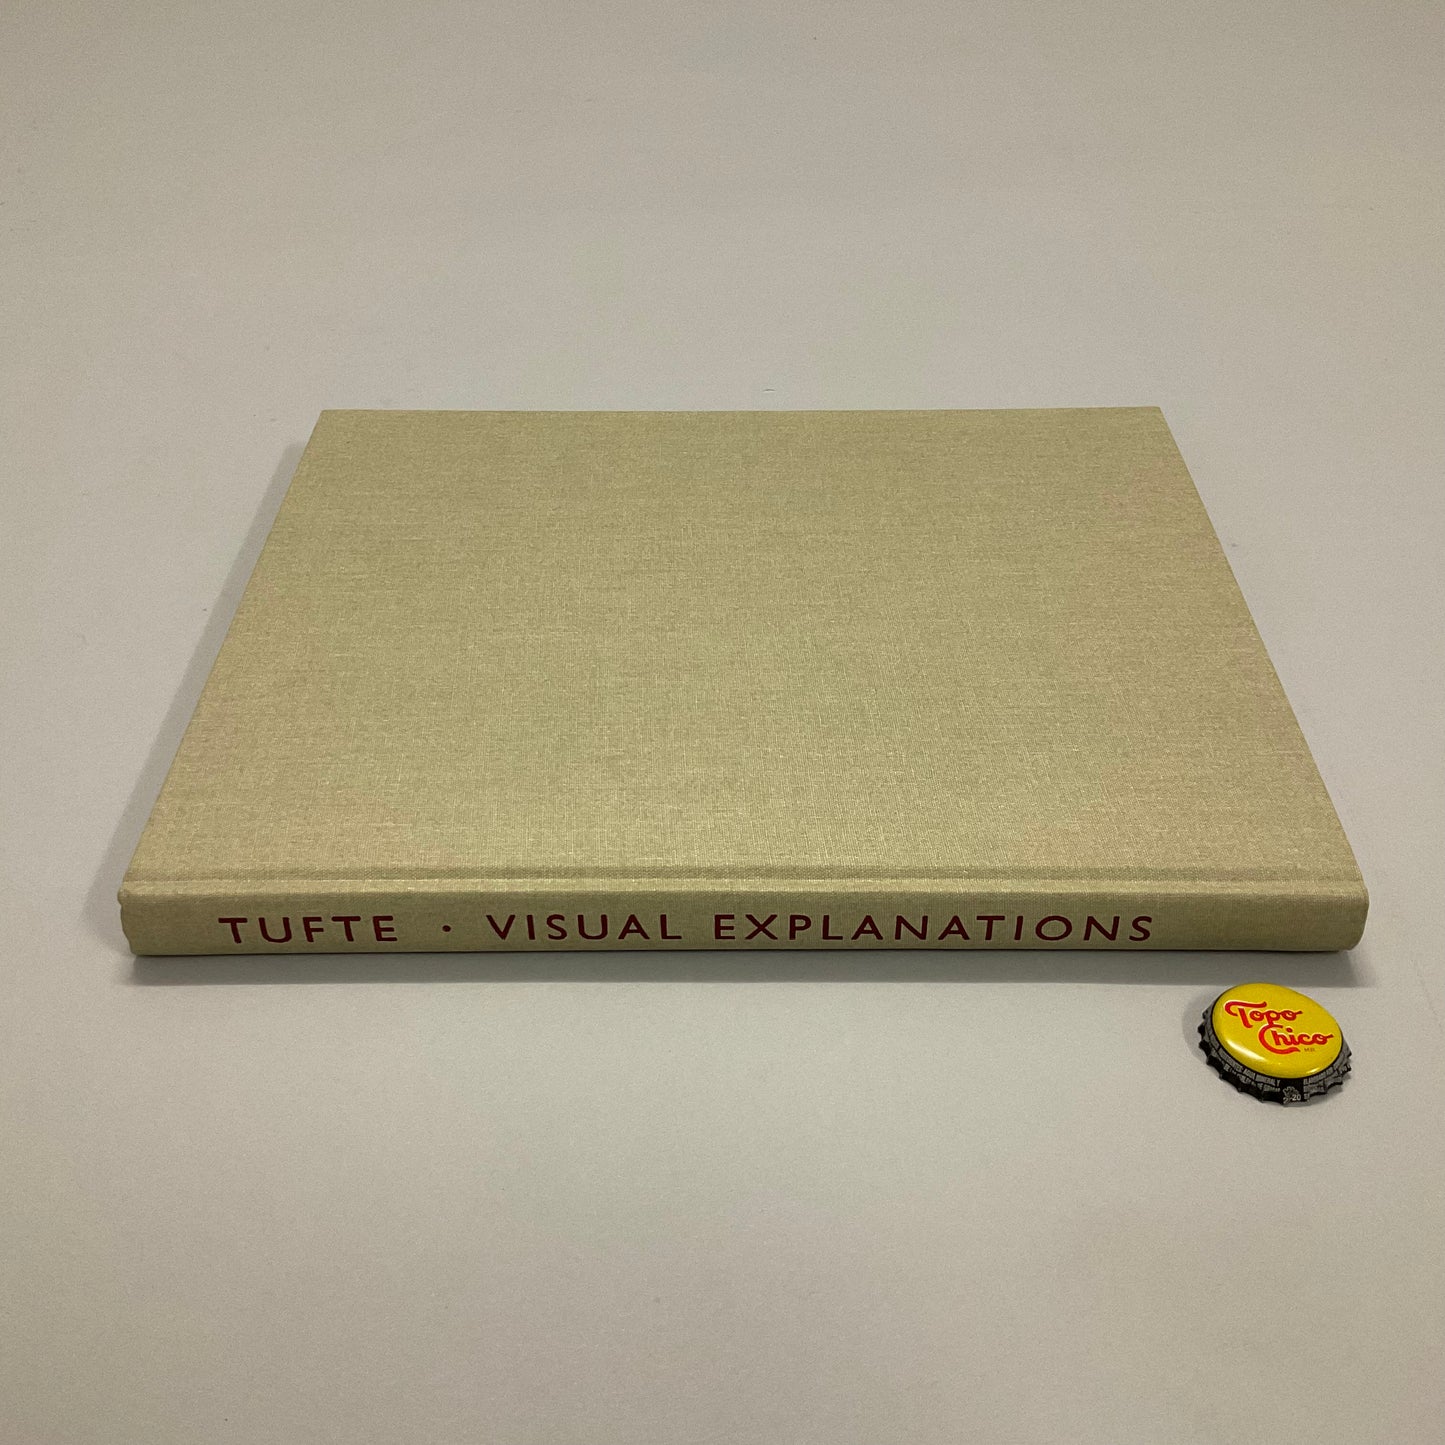 TUFTE · VISUAL EXPLANATIONS
Topo
Chico